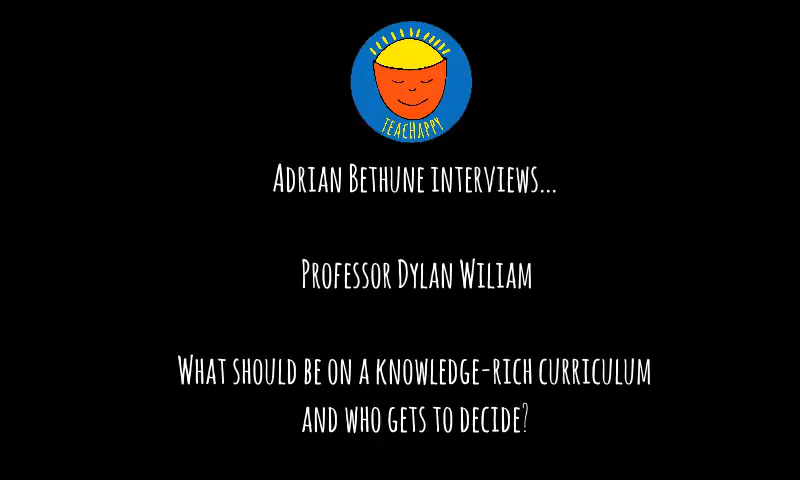 TEACHAPPY
ADRIAN BETHUNE INTERVIEWS...
PROFESSOR DYLAN WILIAM
WHAT SHOULD BE ON A KNOWLEDGE-RICH CURRICULUM
AND WHO GETS TO DECIDE?